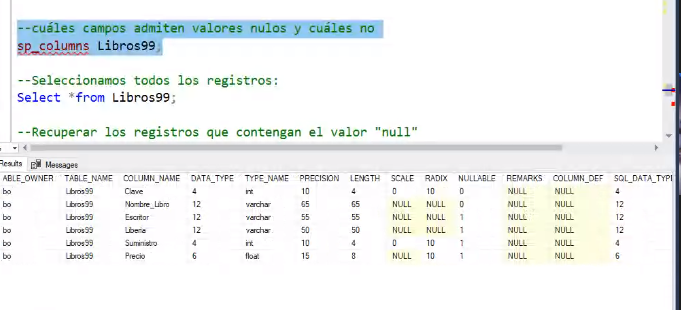 --cuáles campos admiten valores nulos y cuáles no
sp_columns Libros99;
--Seleccionamos todos los registros:
Select *from Libros99;
--Recuperar los registros que contengan el valor "null"
Results Messages
ABLE_OWNER TABLE_NAME COLUMN_NAME DATA_TYPE TYPE_NAME PRECISION LENGTH SCALE RADIX NULLABLE REMARKS COLUMN_DEF SQL_DATA_TYPE
bo Libros99 Clave 4 int 10 4 0 10 0 NULL NULL 4
bo Libros99 Nombre_Libro 12 varchar 65 65 NULL NULL 0 NULL NULL 12
bo Libros99 Escritor 12 varchar 55 55 NULL NULL 1 NULL NULL 12
bo Libros99 Liberia 12 varchar 50 50 NULL NULL 1 NULL NULL 12
bo Libros99 Suministro 4 int 10 4 0 10 1 NULL NULL 4
bo Libros99 Precio 6 float 15 8 NULL 10 1 NULL NULL 6